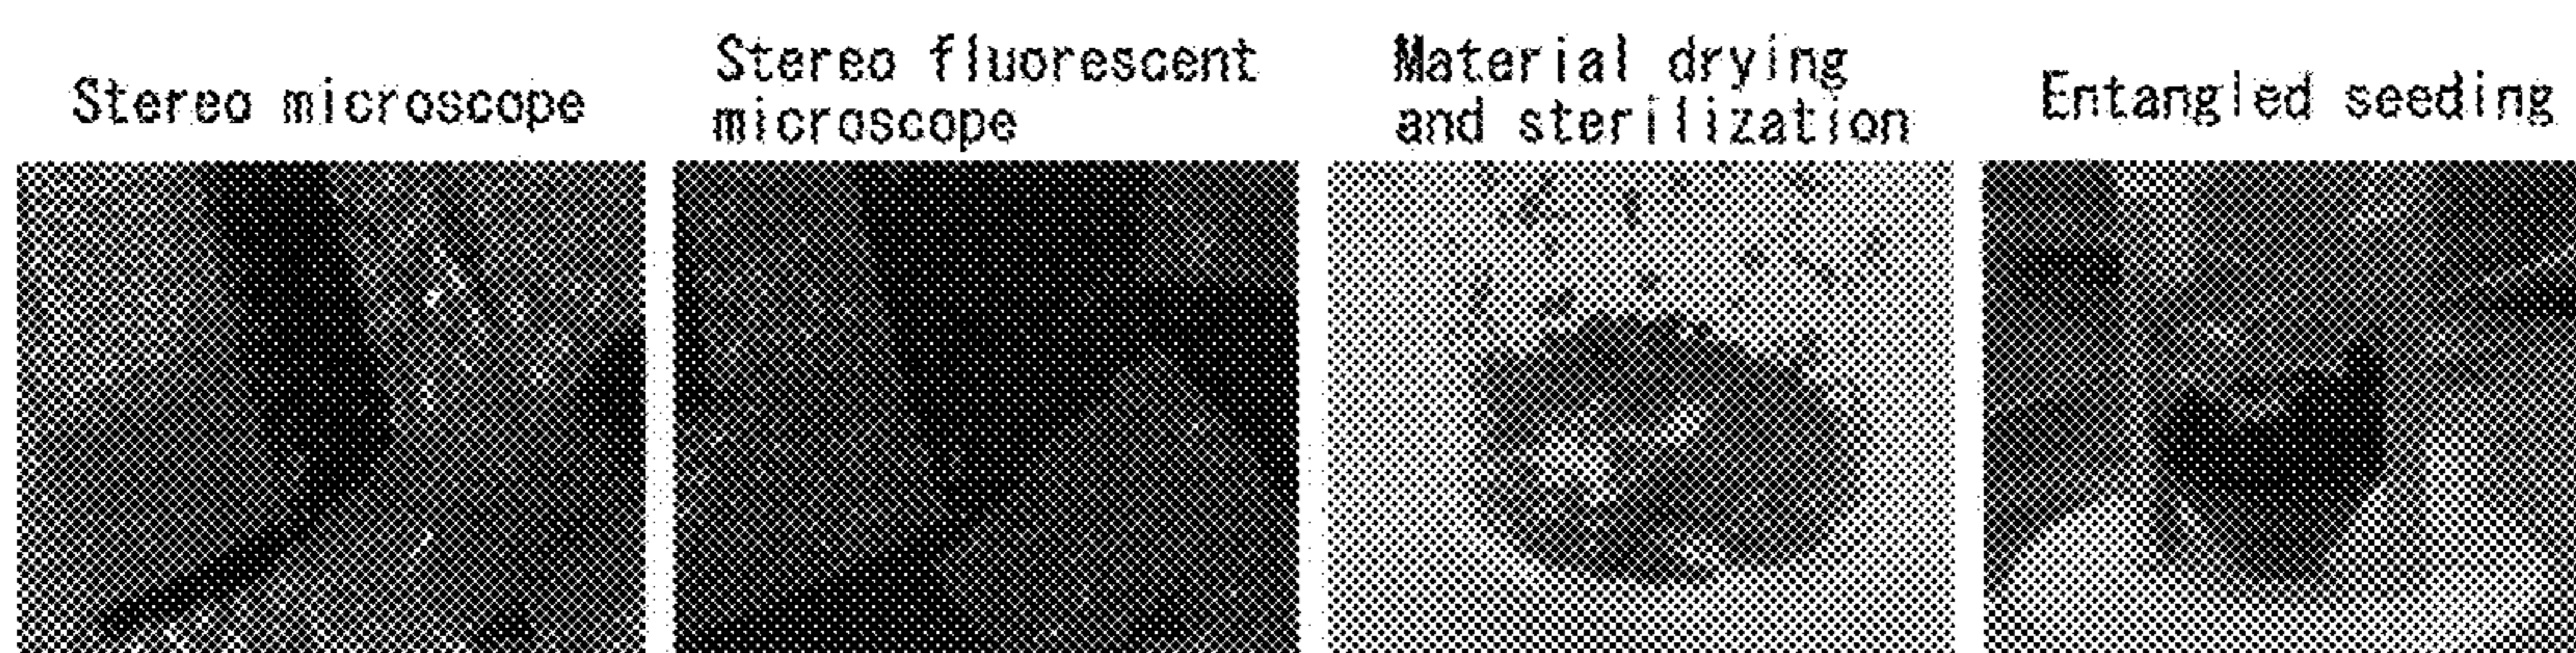 Stereo microscope
Stereo fluorescent
microscope
Material drying
and sterilization
Entangled seeding